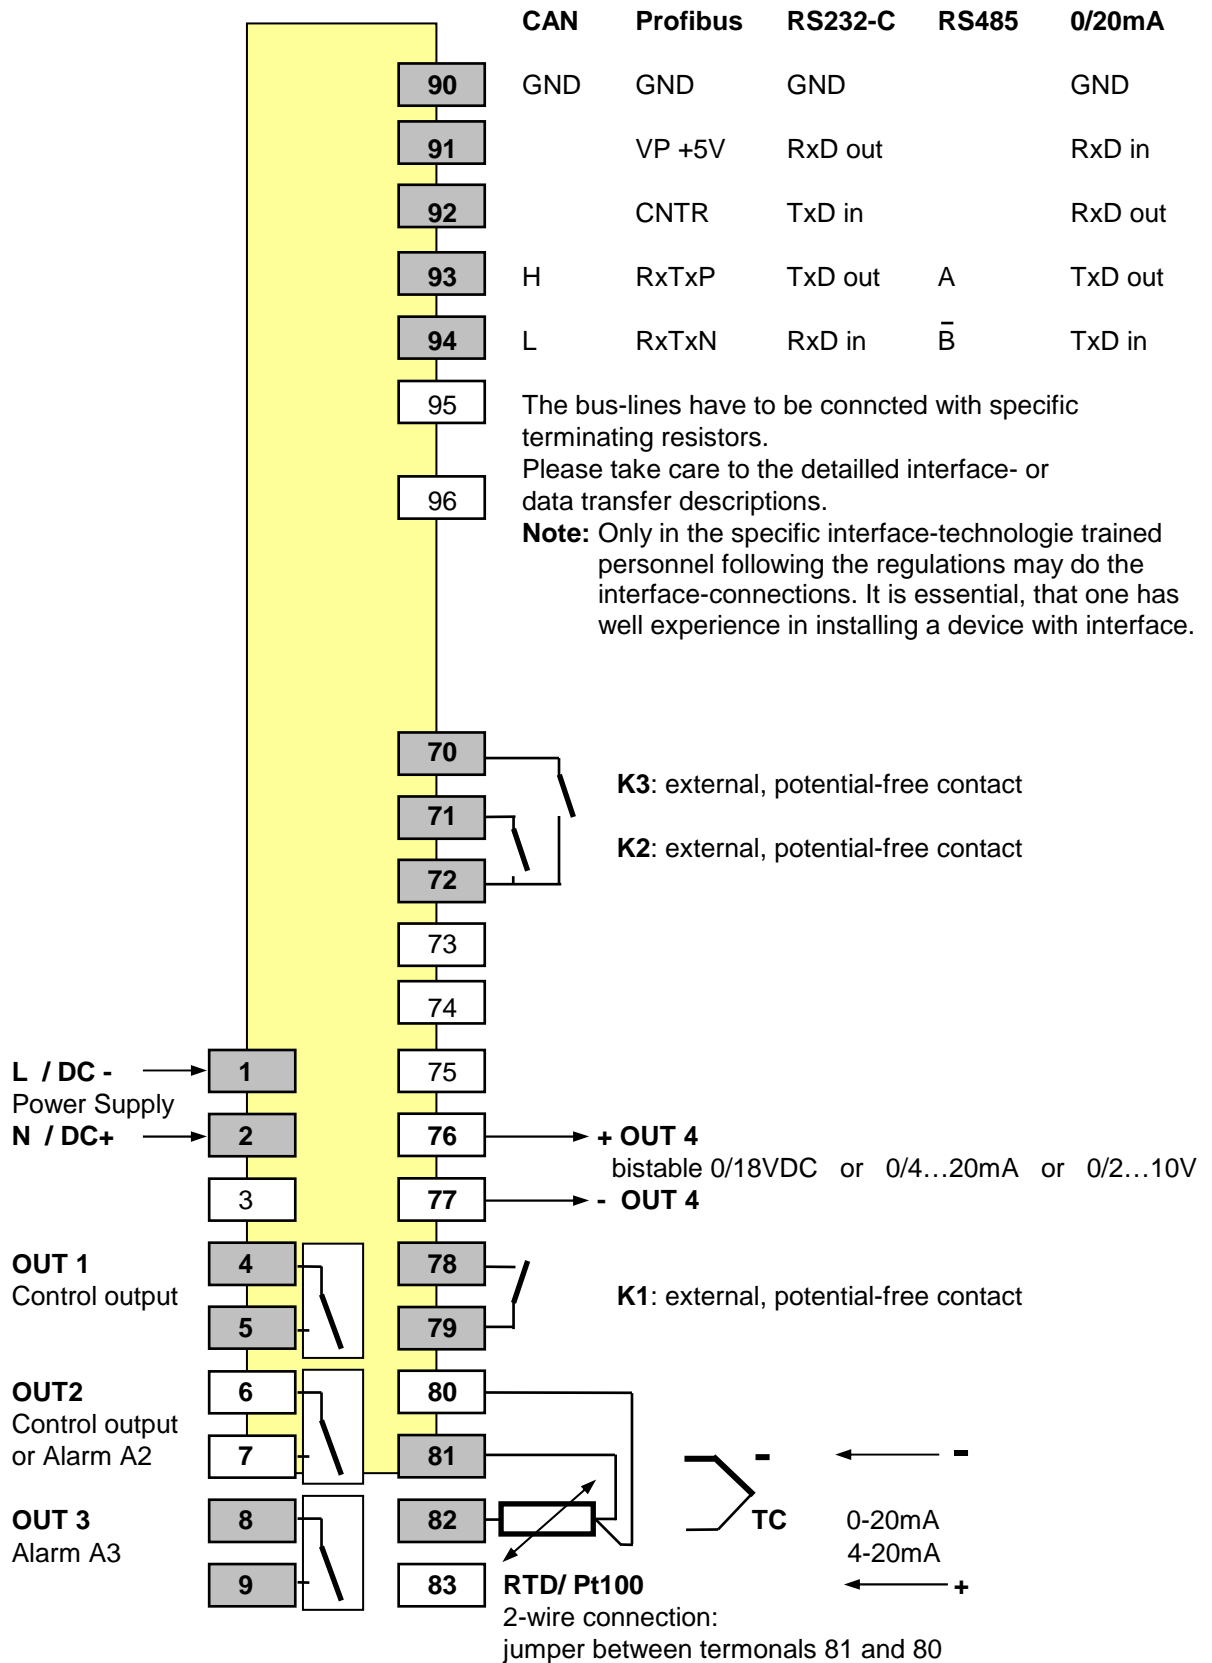 CAN Profibus RS232-C RS485 0/20mA
90 GND GND GND GND
91 VP +5V RxD out RxD in
92 CNTR TxD in RxD out
93 H RxTxP TxD out A TxD out
94 L RxTxN RxD in B̅ TxD in
95 The bus-lines have to be conncted with specific
terminating resistors.
Please take care to the detailled interface- or
96 data transfer descriptions.
Note: Only in the specific interface-technologie trained
personnel following the regulations may do the
interface-connections. It is essential, that one has
well experience in installing a device with interface.
70
K3: external, potential-free contact
71
K2: external, potential-free contact
72
73
74
L / DC - 1 75
Power Supply
N / DC+ 2 76 + OUT 4
bistable 0/18VDC or 0/4…20mA or 0/2…10V
3 77 - OUT 4
OUT 1 4 78
Control output K1: external, potential-free contact
5 79
OUT2 6 80
Control output
or Alarm A2 7 81 - -
OUT 3 8 82 TC 0-20mA
Alarm A3 4-20mA
9 83 RTD/ Pt100 +
2-wire connection:
jumper between termonals 81 and 80